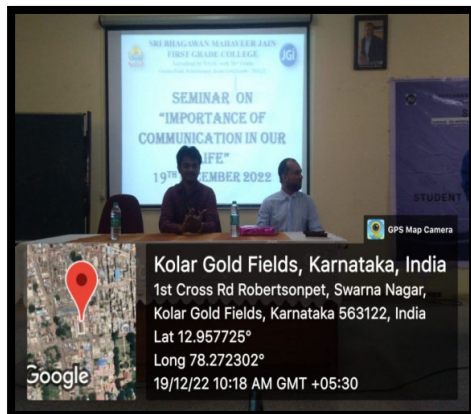 SRI BHAGAWAN MAHAVEER JAIN
FIRST GRADE COLLEGE
JGI
SEMINAR ON
"IMPORTANCE OF
COMMUNICATION IN OUR
LIFE"
19TH DECEMBER 2022
STUDENT
GPS Map Camera
Kolar Gold Fields, Karnataka, India
1st Cross Rd Robertsonpet, Swarna Nagar,
Kolar Gold Fields, Karnataka 563122, India
Lat 12.957725°
Long 78.272302°
19/12/22 10:18 AM GMT +05:30
Google